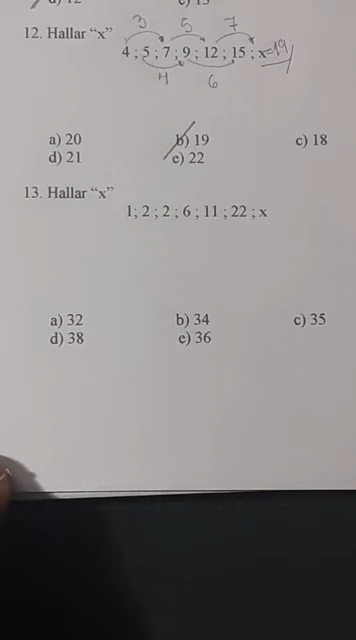 12. Hallar “x”
3 5 7
4 ; 5 ; 7 ; 9 ; 12 ; 15 ; x=19
4 6
a) 20 b) 19 c) 18
d) 21 e) 22
13. Hallar “x”
1; 2 ; 2 ; 6 ; 11 ; 22 ; x
a) 32 b) 34 c) 35
d) 38 e) 36